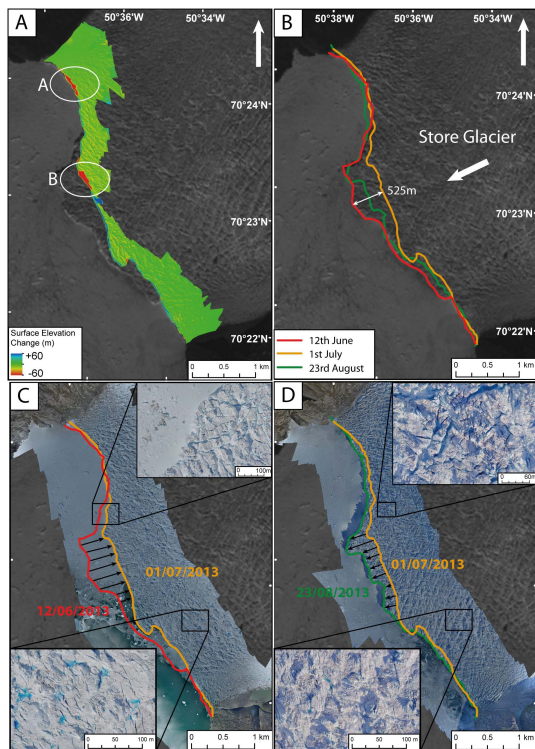 A
50°36'W
50°34'W
A
70°24'N
B
70°23'N
Surface Elevation
Change (m)
+60
-60
70°22'N
0
0.5
1 km
B
50°38'W
50°36'W
50°34'W
70°24'N
Store Glacier
525m
70°23'N
12th June
1st July
23rd August
70°22'N
0
0.5
1 km
C
0
100m
01/07/2013
12/06/2013
0
50
100 m
0
0.5
1 km
D
0
60m
01/07/2013
23/08/2013
0
50
100 m
0
0.5
1 km